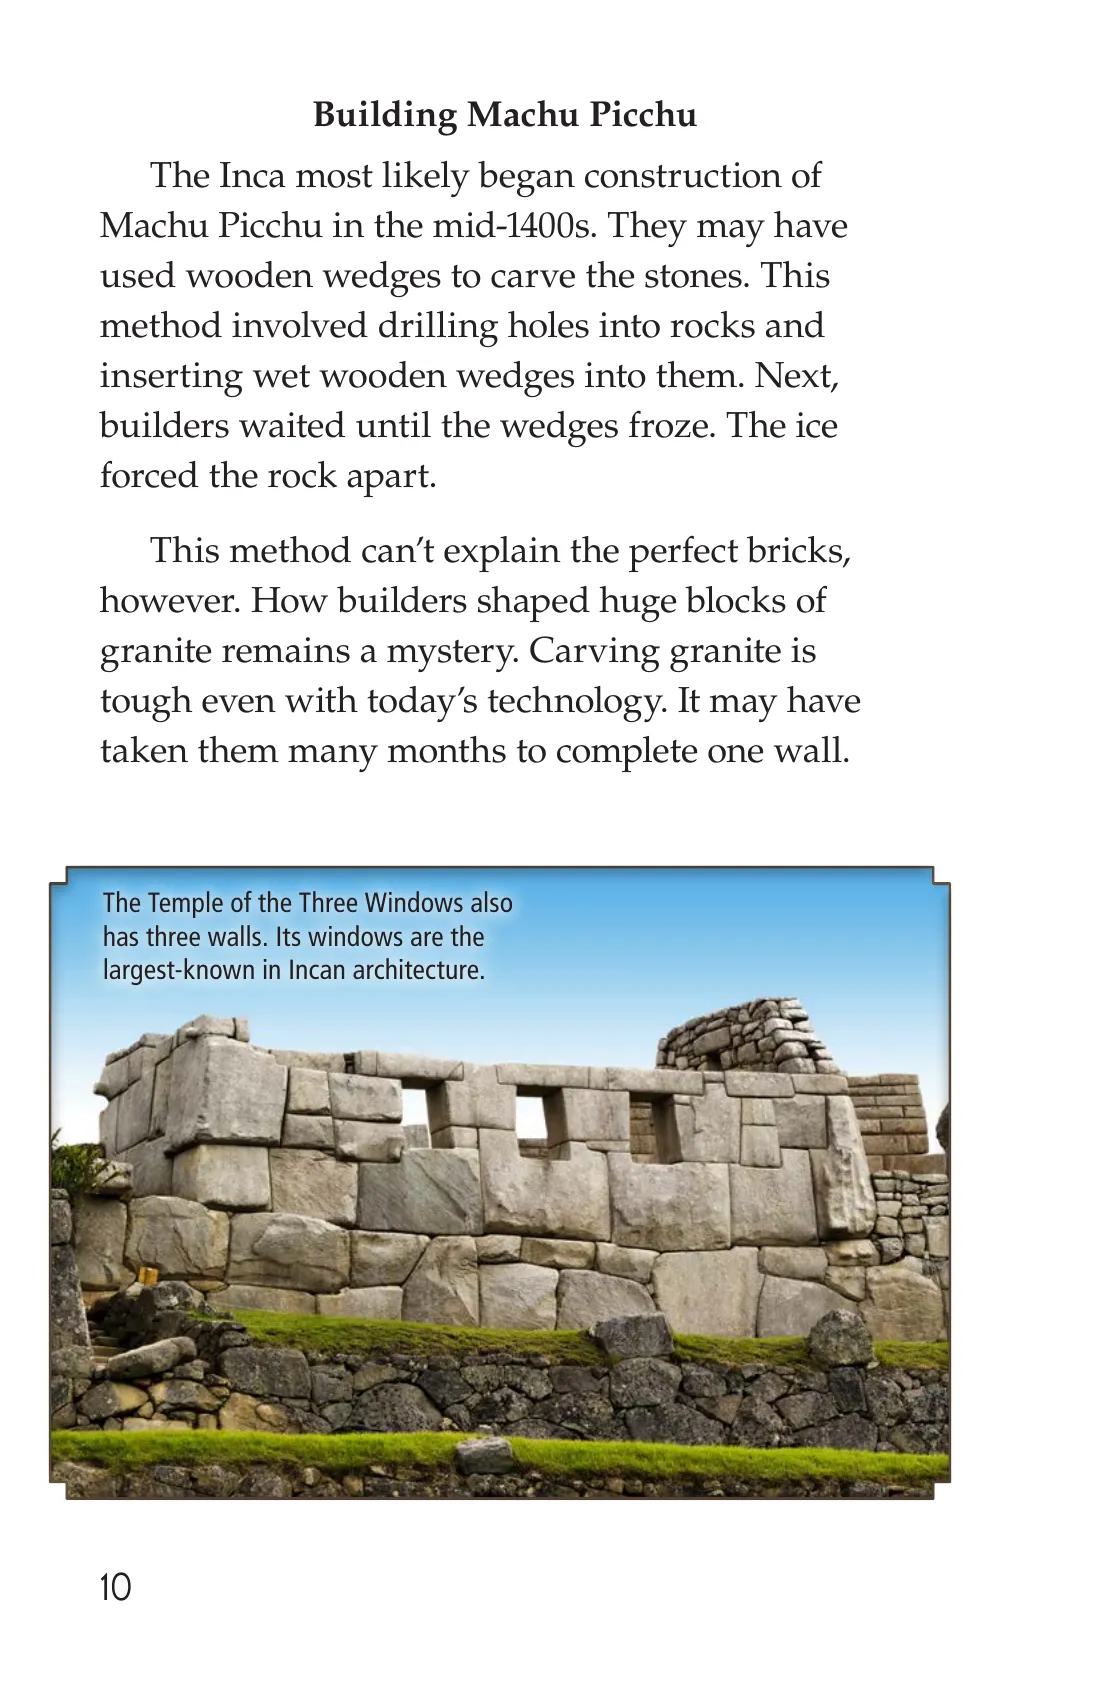 Building Machu Picchu
The Inca most likely began construction of
Machu Picchu in the mid-1400s. They may have
used wooden wedges to carve the stones. This
method involved drilling holes into rocks and
inserting wet wooden wedges into them. Next,
builders waited until the wedges froze. The ice
forced the rock apart.
This method can’t explain the perfect bricks,
however. How builders shaped huge blocks of
granite remains a mystery. Carving granite is
tough even with today’s technology. It may have
taken them many months to complete one wall.
The Temple of the Three Windows also
has three walls. Its windows are the
largest-known in Incan architecture.
10